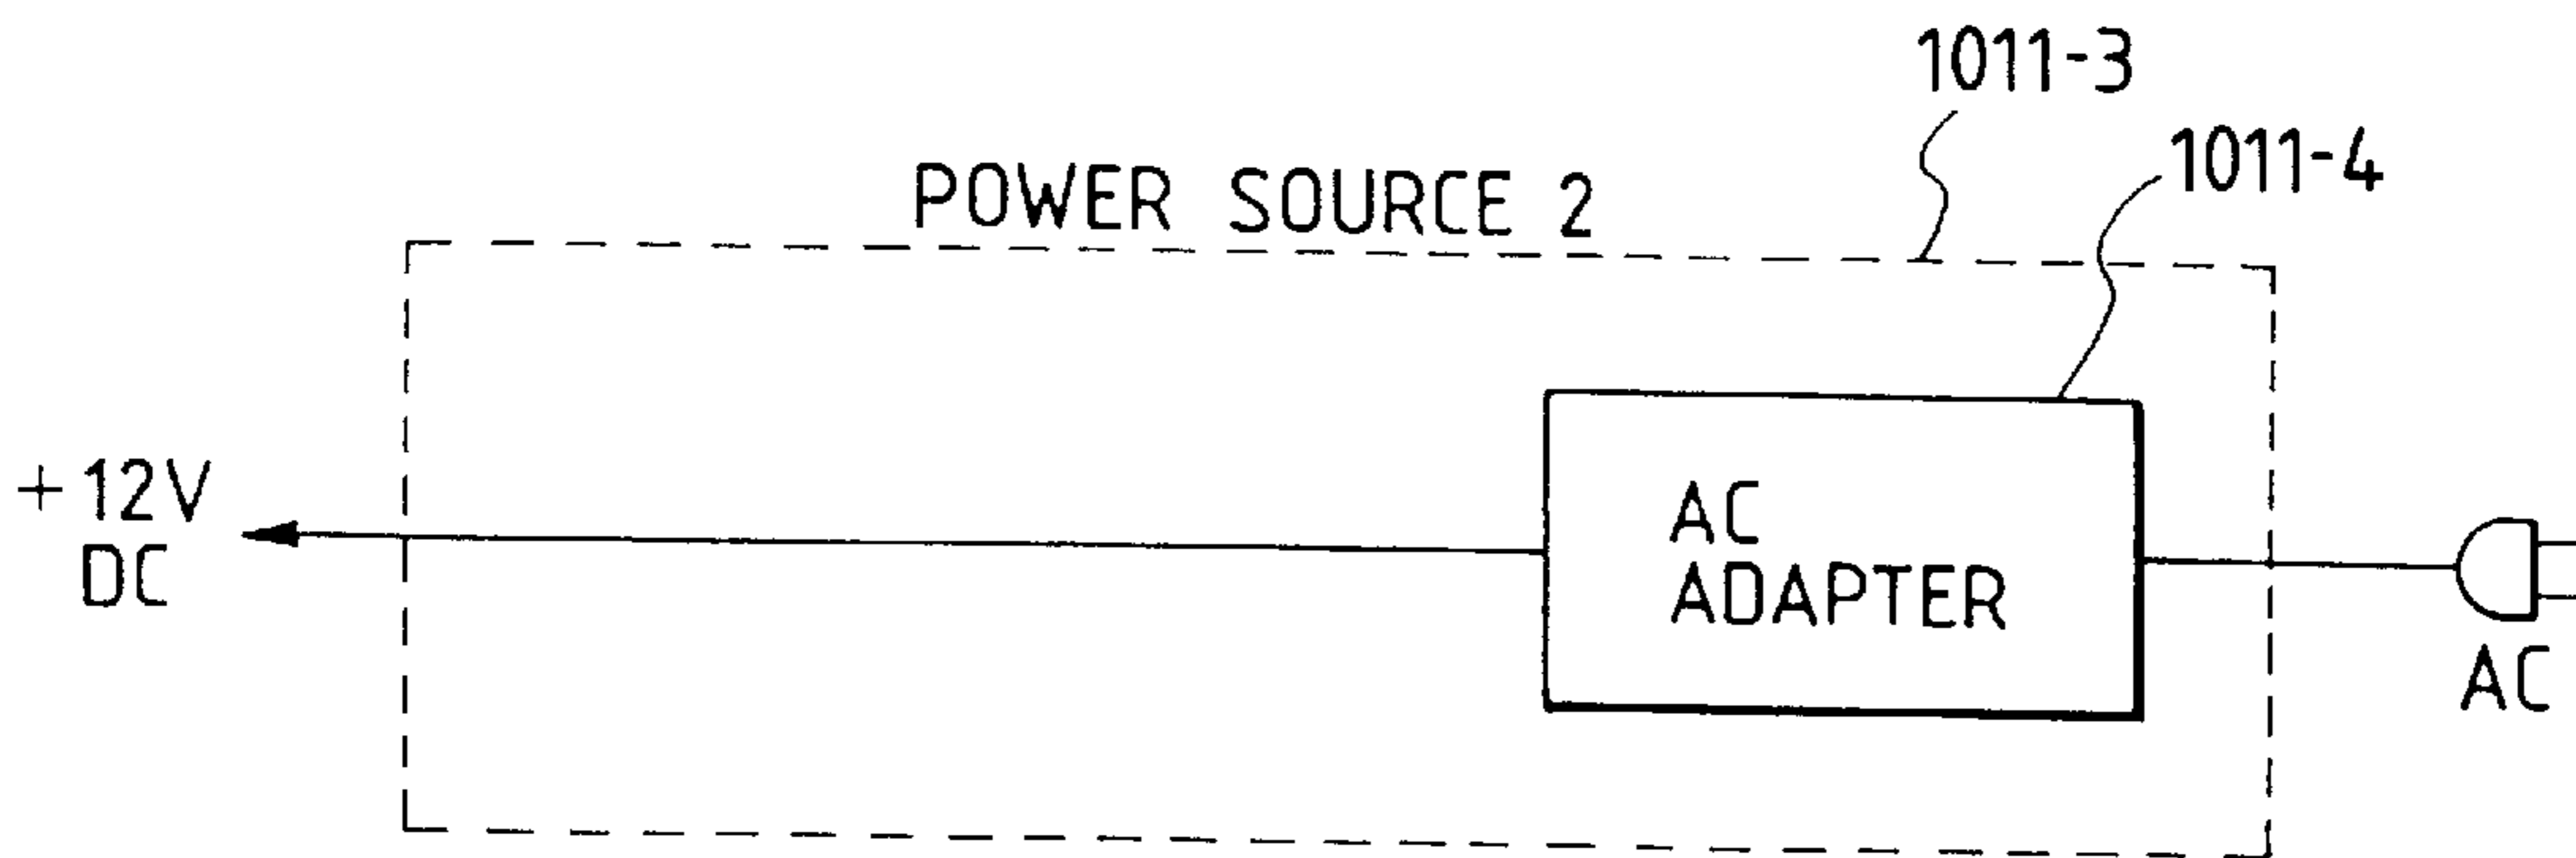 1011-3
1011-4
POWER SOURCE 2
+12V
DC
AC
ADAPTER
AC